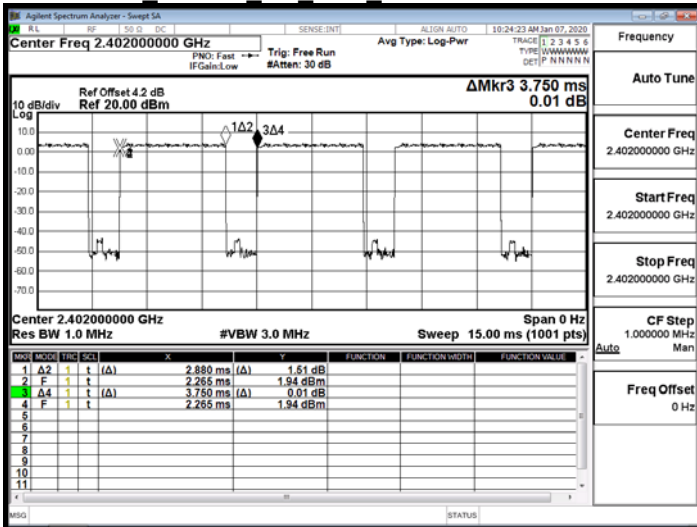 Agilent Spectrum Analyzer - Swept SA
RL RF 50 Ω DC SENSE:INT ALIGN AUTO 10:24:23 AM Jan 07, 2020
Center Freq 2.402000000 GHz
PNO: Fast
IFGain:Low
Trig: Free Run
#Atten: 30 dB
Avg Type: Log-Pwr
TRACE 1 2 3 4 5 6
TYPE WWWWWW
DET P N N N N N
Ref Offset 4.2 dB
Ref 20.00 dBm
10 dB/div
Log
ΔMkr3 3.750 ms
0.01 dB
10.0
0.00
-10.0
-20.0
-30.0
-40.0
-50.0
-60.0
-70.0
1Δ2
3Δ4
Center 2.402000000 GHz Span 0 Hz
Res BW 1.0 MHz #VBW 3.0 MHz Sweep 15.00 ms (1001 pts)
MKR MODE TRC SCL X Y FUNCTION FUNCTION WIDTH FUNCTION VALUE
1 Δ2 1 t (Δ) 2.880 ms (Δ) 1.51 dB
2 F 1 t 2.265 ms 1.94 dBm
3 Δ4 1 t (Δ) 3.750 ms (Δ) 0.01 dB
4 F 1 t 2.265 ms 1.94 dBm
5
6
7
8
9
10
11
MSG STATUS
Frequency
Auto Tune
Center Freq
2.402000000 GHz
Start Freq
2.402000000 GHz
Stop Freq
2.402000000 GHz
CF Step
1.000000 MHz
Auto Man
Freq Offset
0 Hz